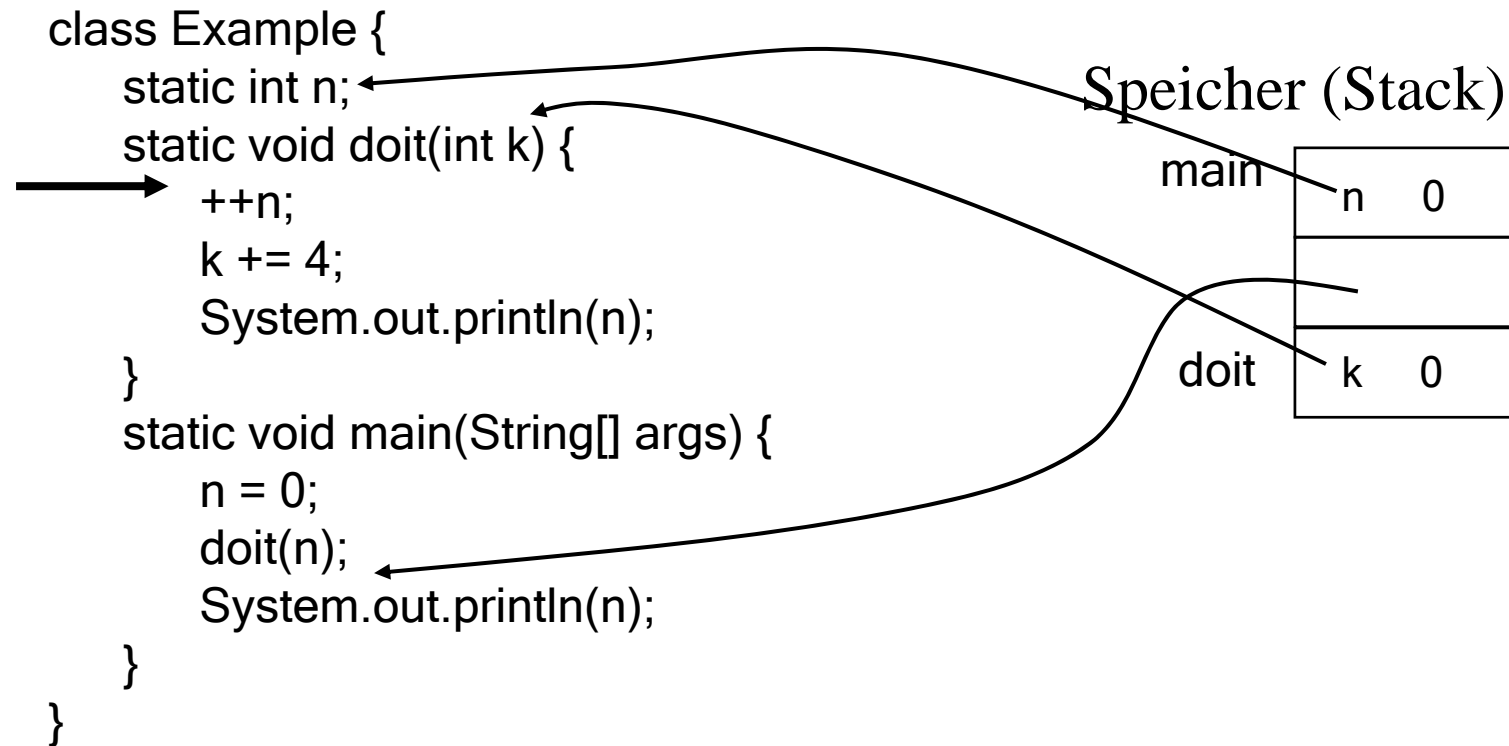 class Example {
static int n;
static void doit(int k) {
++n;
k += 4;
System.out.println(n);
}
static void main(String[] args) {
n = 0;
doit(n);
System.out.println(n);
}
}
Speicher (Stack)
main n 0
doit k 0